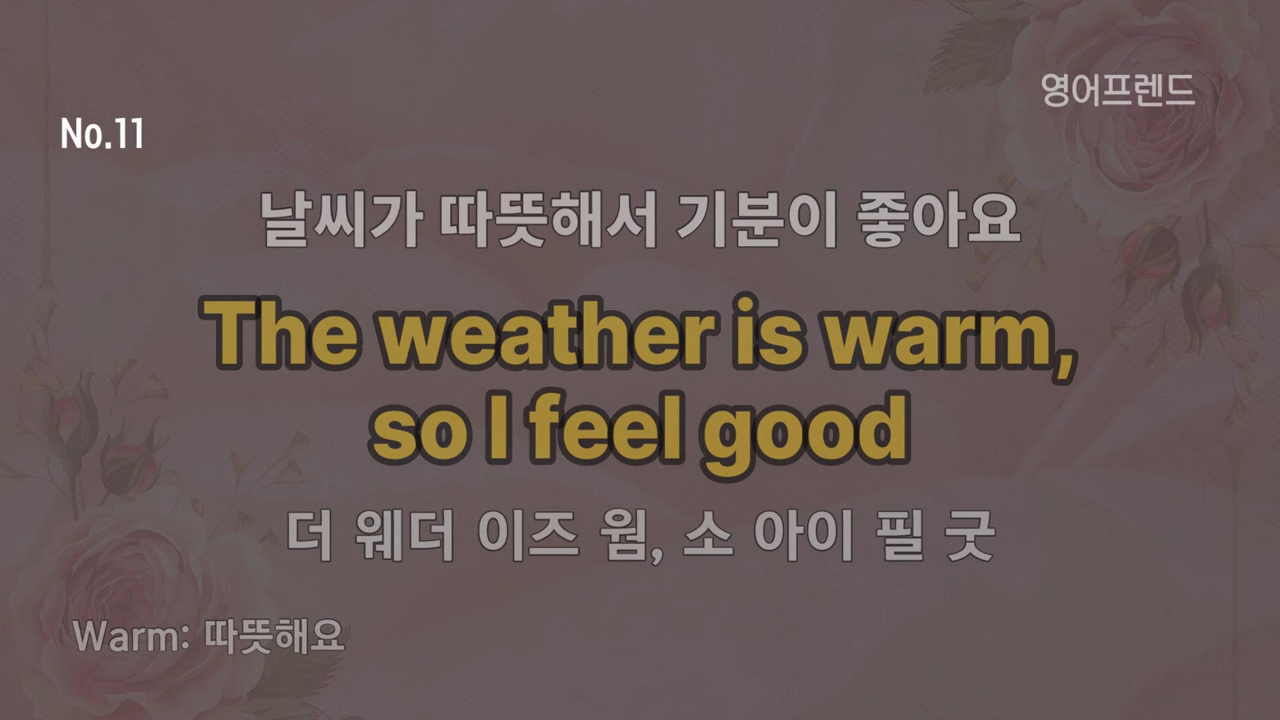 영어프렌드
No.11
날씨가 따뜻해서 기분이 좋아요
The weather is warm,
so I feel good
더 웨더 이즈 웜, 소 아이 필 굿
Warm: 따뜻해요